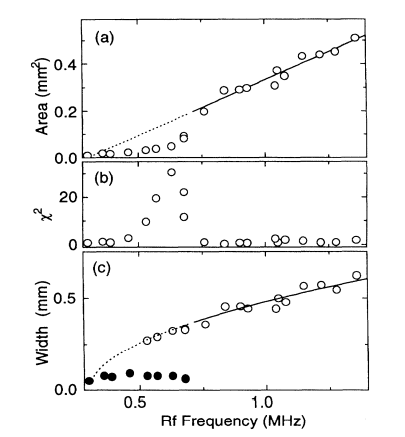 (a)
Area (mm²)
0.4
0.2
0.0
(b)
χ²
20
0
(c)
Width (mm)
0.5
0.0
0.5
1.0
Rf Frequency (MHz)